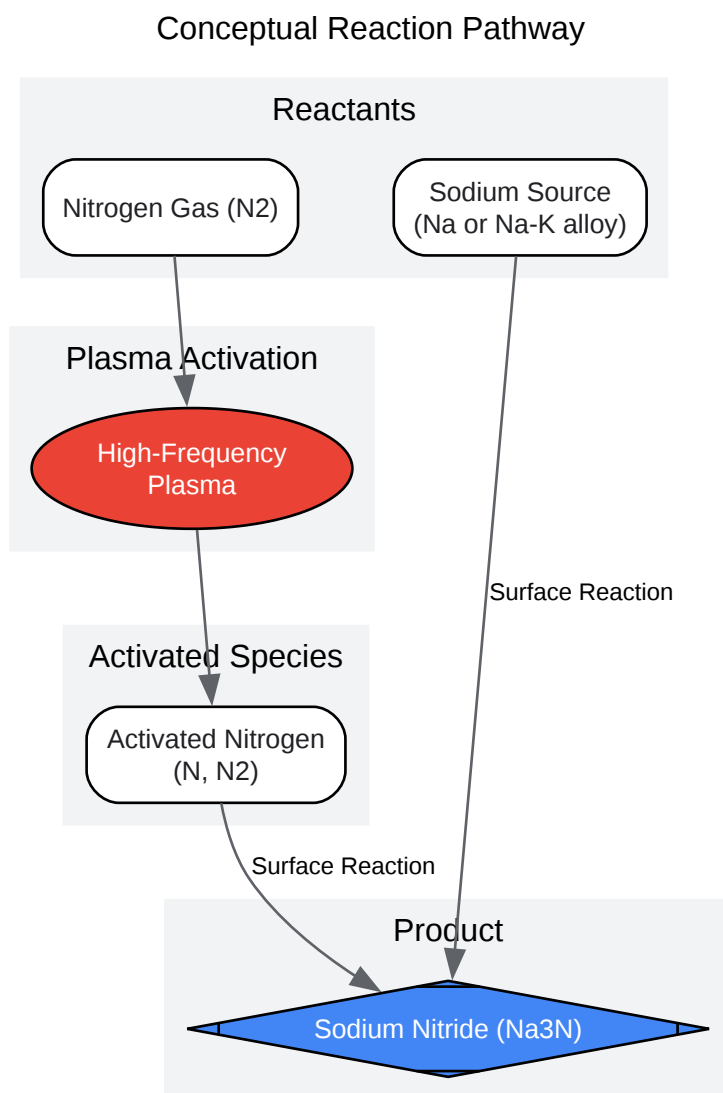 Conceptual Reaction Pathway
Reactants
Nitrogen Gas (N2)
Sodium Source
(Na or Na-K alloy)
Plasma Activation
High-Frequency
Plasma
Surface Reaction
Activated Species
Activated Nitrogen
(N, N2)
Surface Reaction
Product
Sodium Nitride (Na3N)